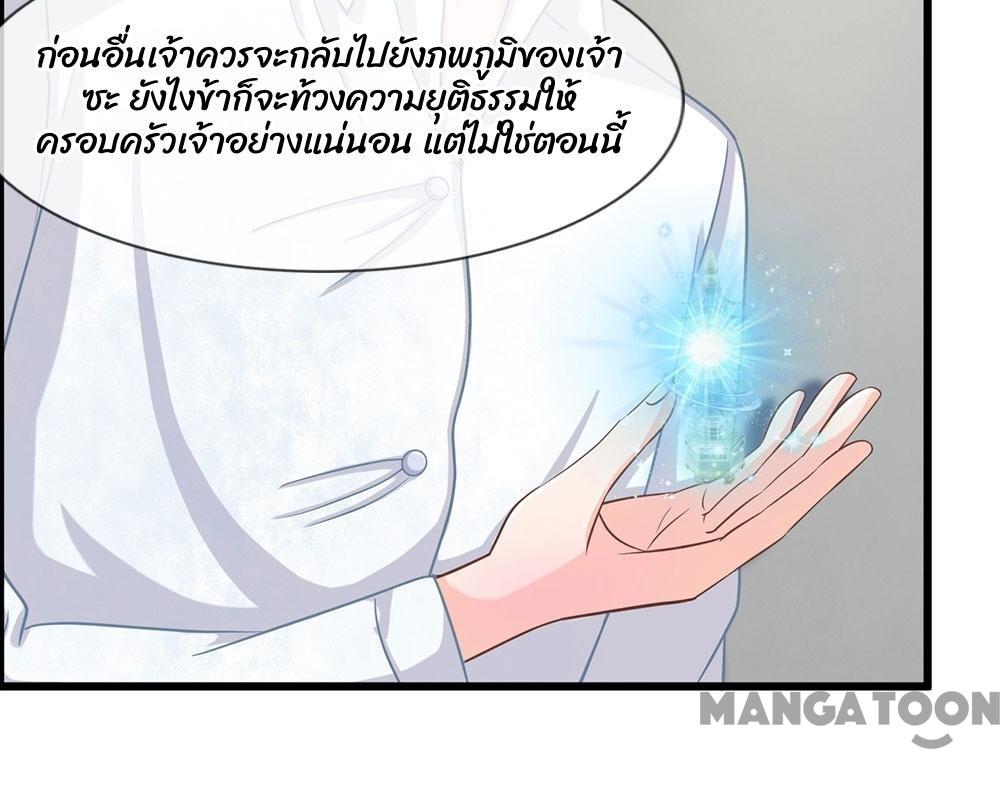 ก่อนอื่นเจ้าควรจะกลับไปยังภพภูมิของเจ้า
ซะ ยังไงข้าก็จะท้วงความยุติธรรมให้
ครอบครัวเจ้าอย่างแน่นอน แต่ไม่ใช่ตอนนี้
MANGATOON